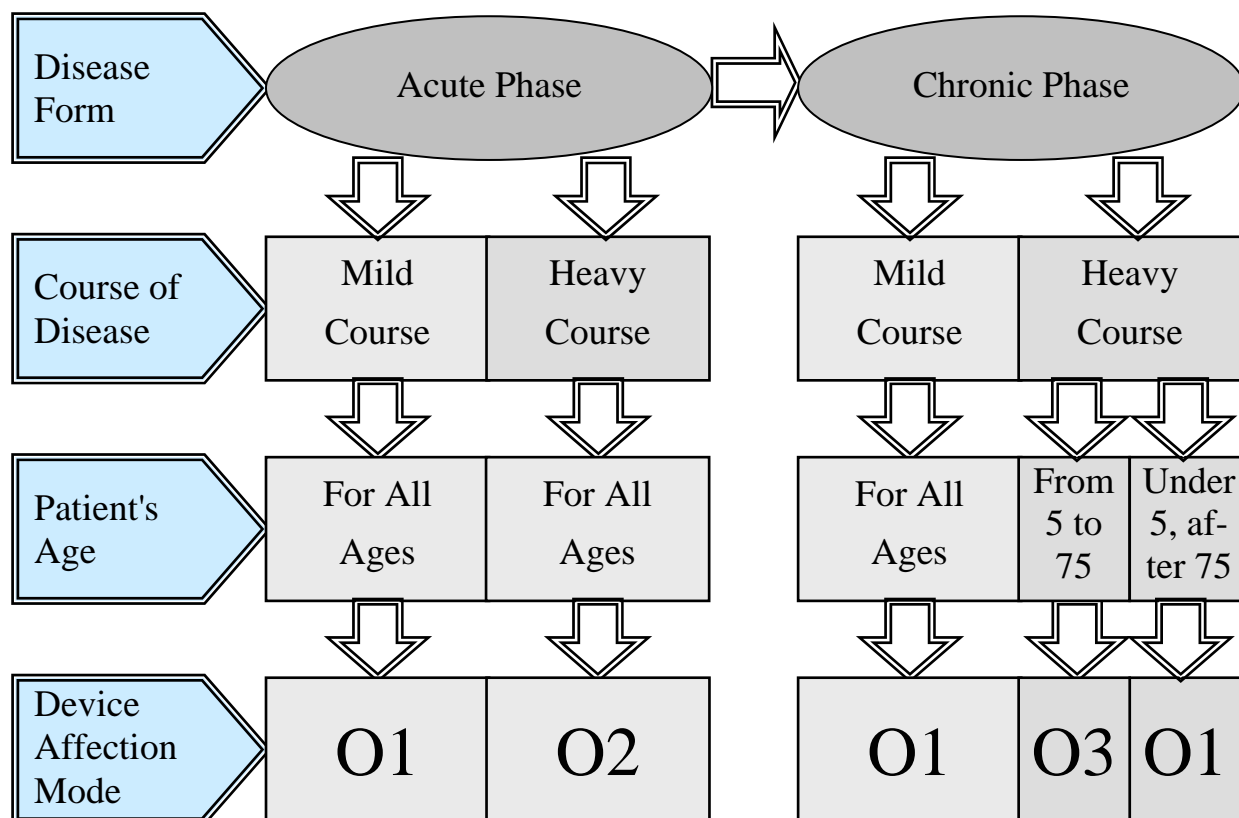 Disease
Form
Acute Phase
Chronic Phase
Course of
Disease
Mild
Course
Heavy
Course
Mild
Course
Heavy
Course
Patient's
Age
For All
Ages
For All
Ages
For All
Ages
From
5 to
75
Under
5, af-
ter 75
Device
Affection
Mode
O1
O2
O1
O3
O1